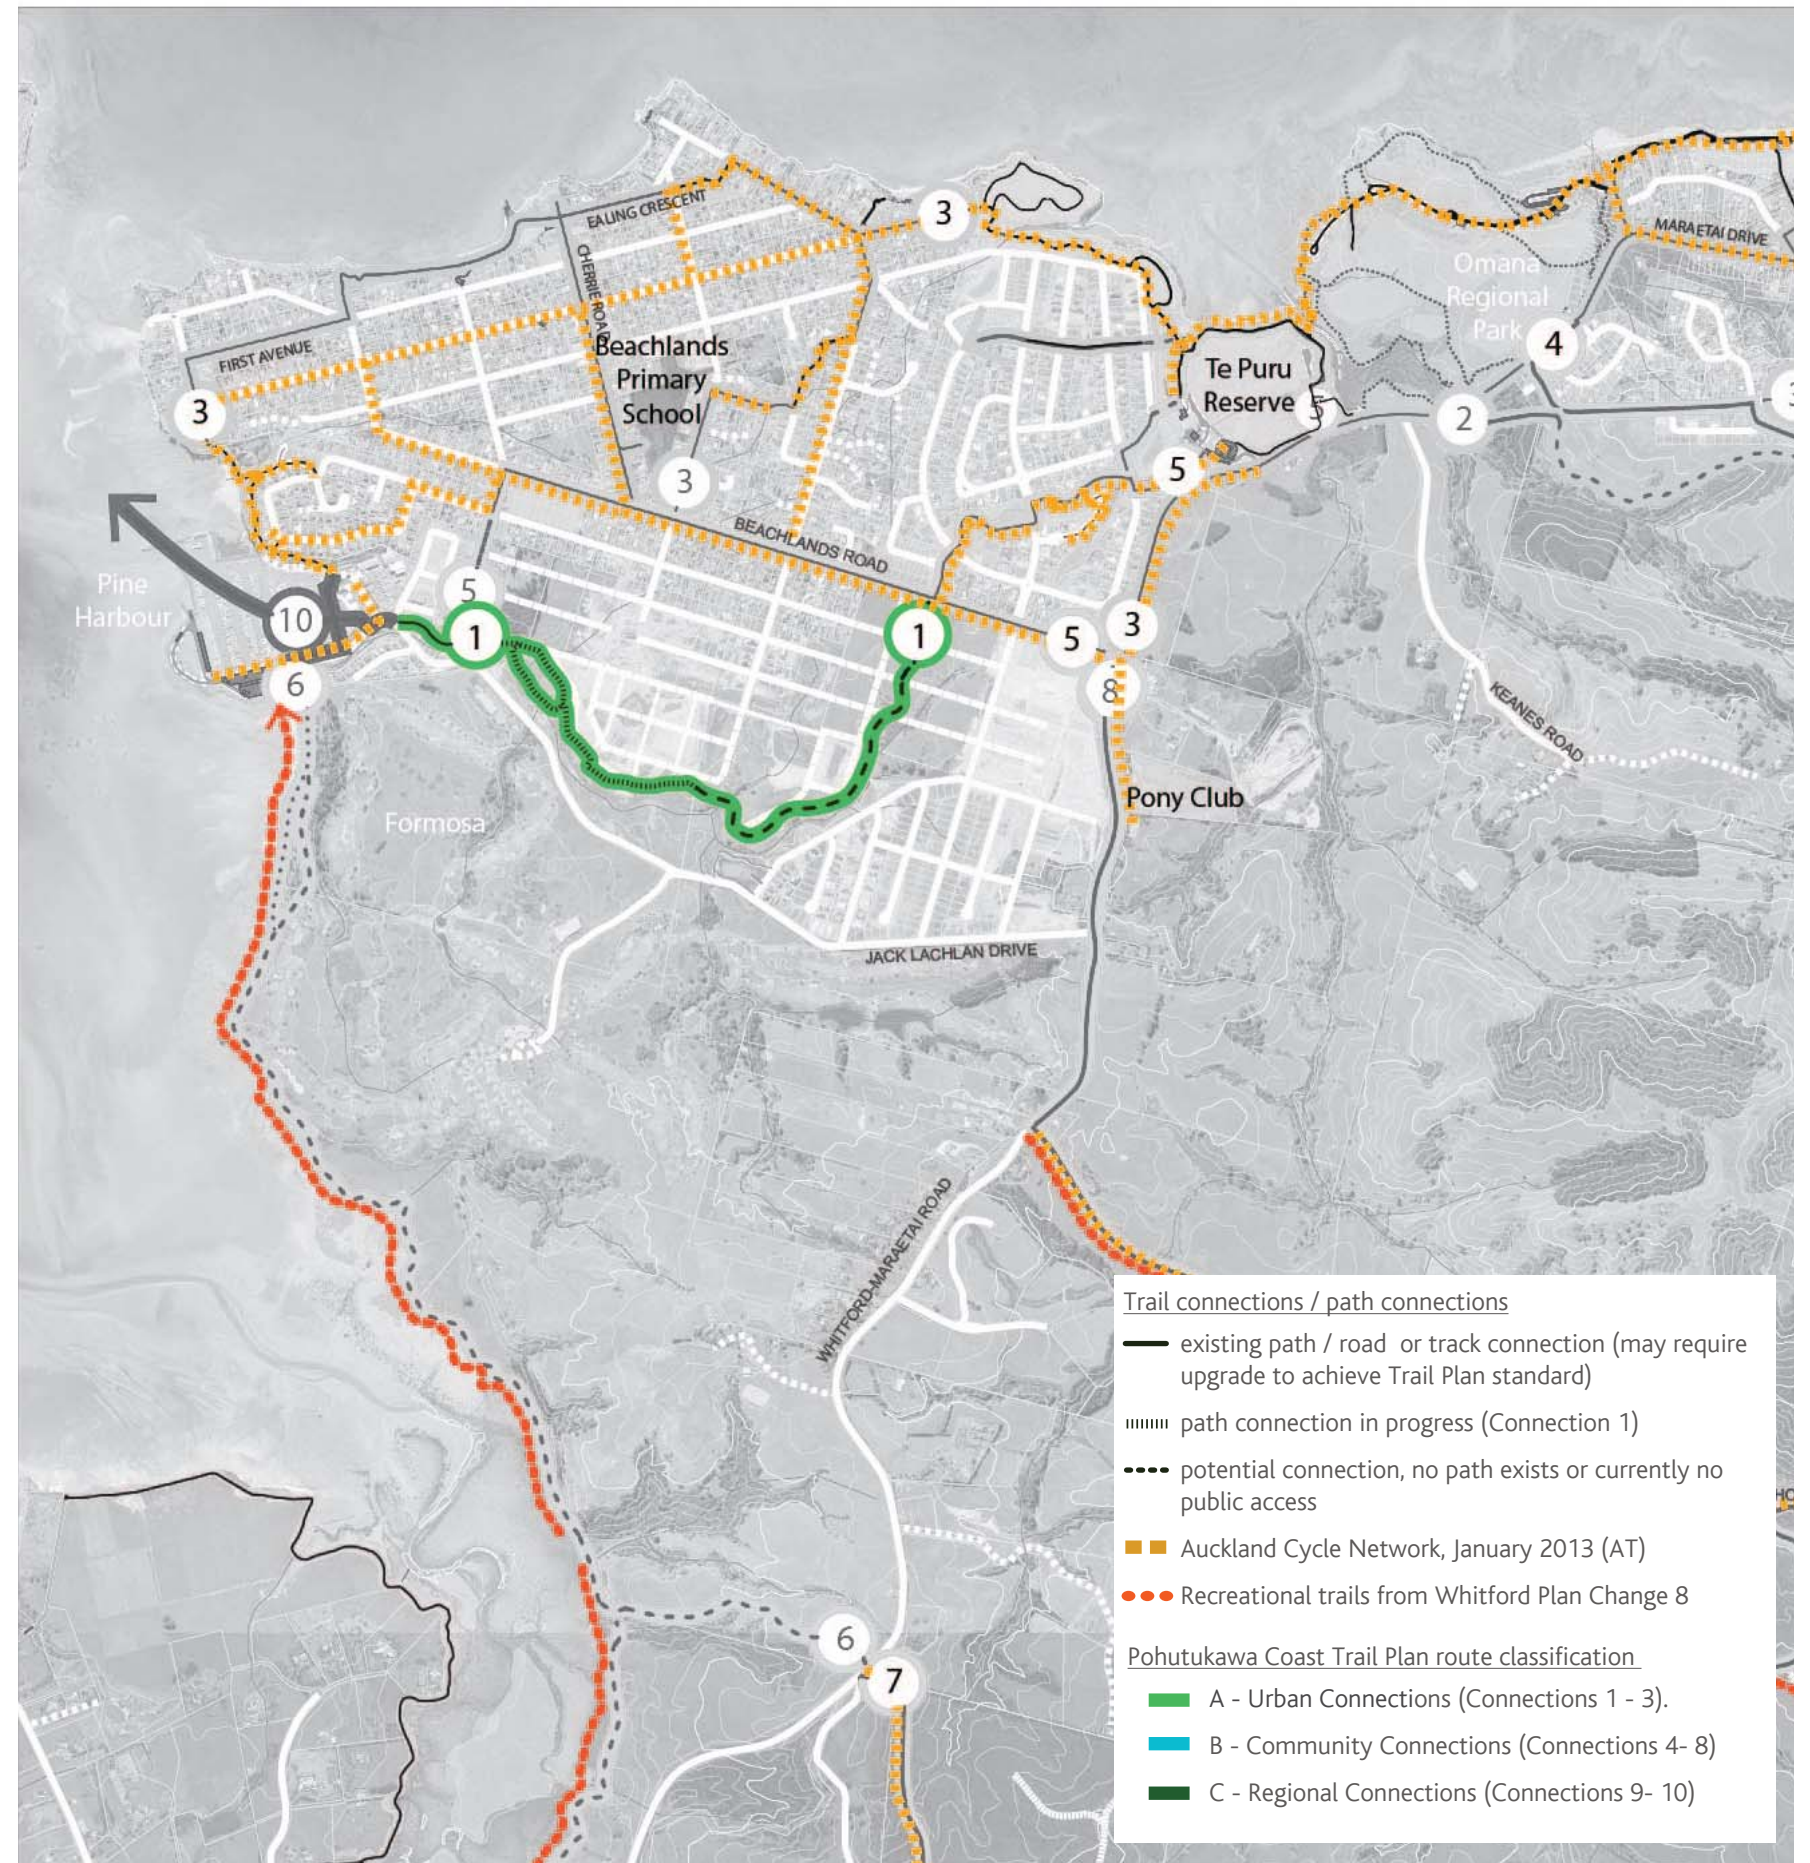 EALING CRESCENT
3
CHERRIE ROAD
MARAETAI DRIVE
Omana
Regional
Park
4
FIRST AVENUE
Beachlands
Primary
School
Te Puru
Reserve
5
3
2
3
3
5
BEACHLANDS ROAD
Pine
Harbour
10
5
1
1
5
3
6
8
KEANES ROAD
Pony Club
Formosa
JACK LACHLAN DRIVE
WHITFORD-MARAETAI ROAD
6
7
Trail connections / path connections
existing path / road or track connection (may require
upgrade to achieve Trail Plan standard)
path connection in progress (Connection 1)
potential connection, no path exists or currently no
public access
Auckland Cycle Network, January 2013 (AT)
Recreational trails from Whitford Plan Change 8
Pohutukawa Coast Trail Plan route classification
A - Urban Connections (Connections 1 - 3).
B - Community Connections (Connections 4- 8)
C - Regional Connections (Connections 9- 10)